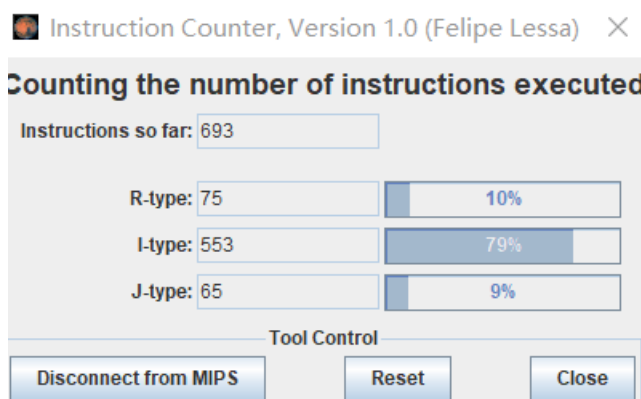 Instruction Counter, Version 1.0 (Felipe Lessa)
Counting the number of instructions executed
Instructions so far: 693
R-type: 75 10%
I-type: 553 79%
J-type: 65 9%
Tool Control
Disconnect from MIPS Reset Close